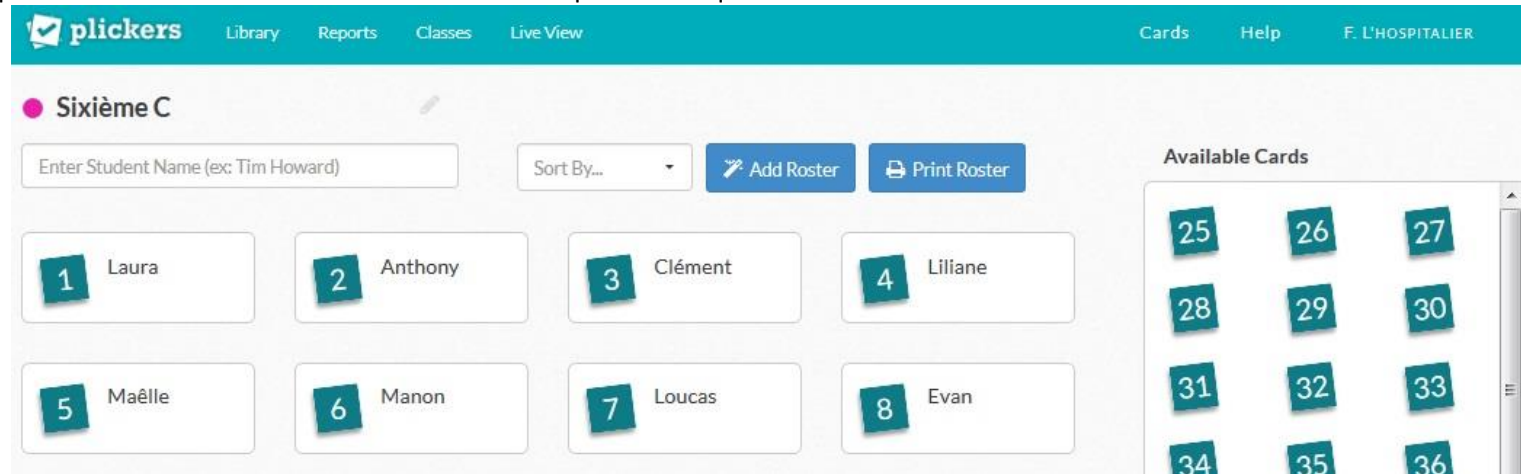 plickers Library Reports Classes Live View Cards Help F. L'HOSPITALIER
Sixième C
Enter Student Name (ex: Tim Howard) Sort By... Add Roster Print Roster
Available Cards
1 Laura 2 Anthony 3 Clément 4 Liliane
5 Maêlle 6 Manon 7 Loucas 8 Evan
25 26 27
28 29 30
31 32 33
34 35 36